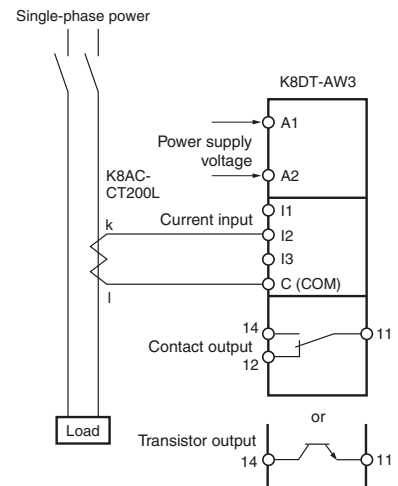 Single-phase power
K8DT-AW3
A1
Power supply
voltage
A2
K8AC-
CT200L
I1
k
Current input
I2
I3
l
C (COM)
14
11
Contact output
12
or
Load
Transistor output
14
11